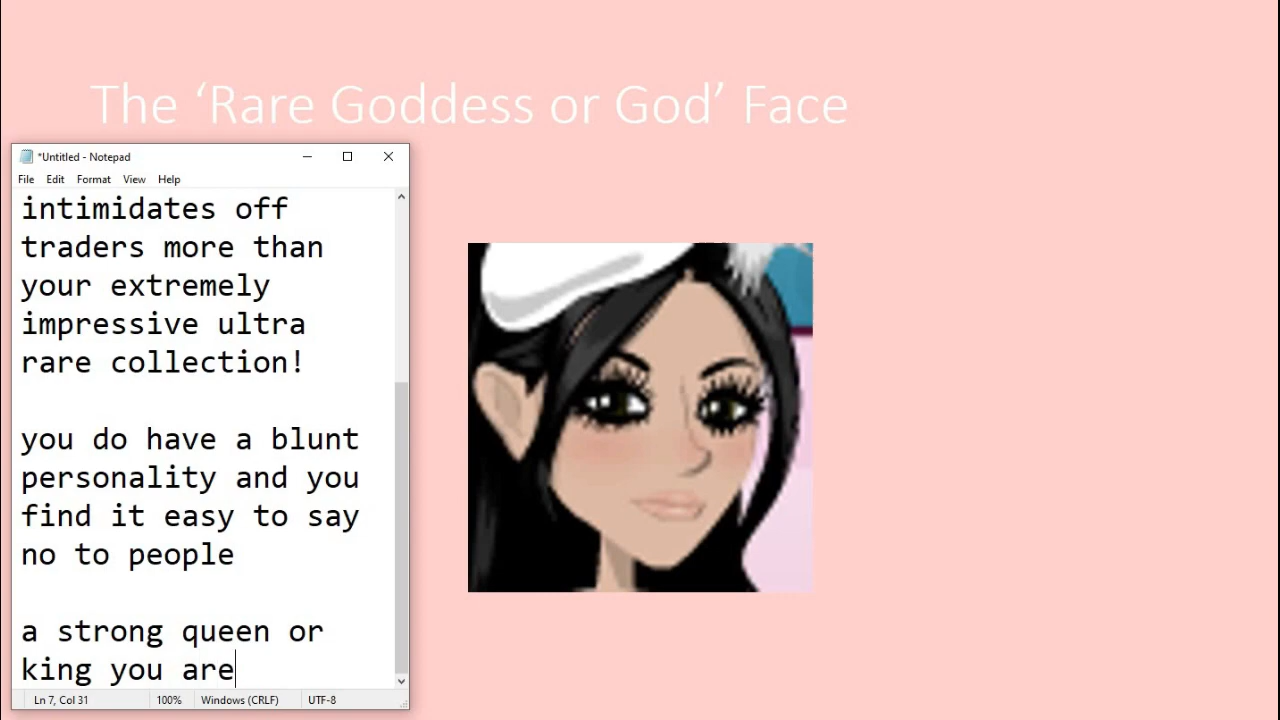 The ‘Rare Goddess or God’ Face
*Untitled - Notepad
File Edit Format View Help
intimidates off
traders more than
your extremely
impressive ultra
rare collection!
you do have a blunt
personality and you
find it easy to say
no to people
a strong queen or
king you are
Ln 7, Col 31 100% Windows (CRLF) UTF-8